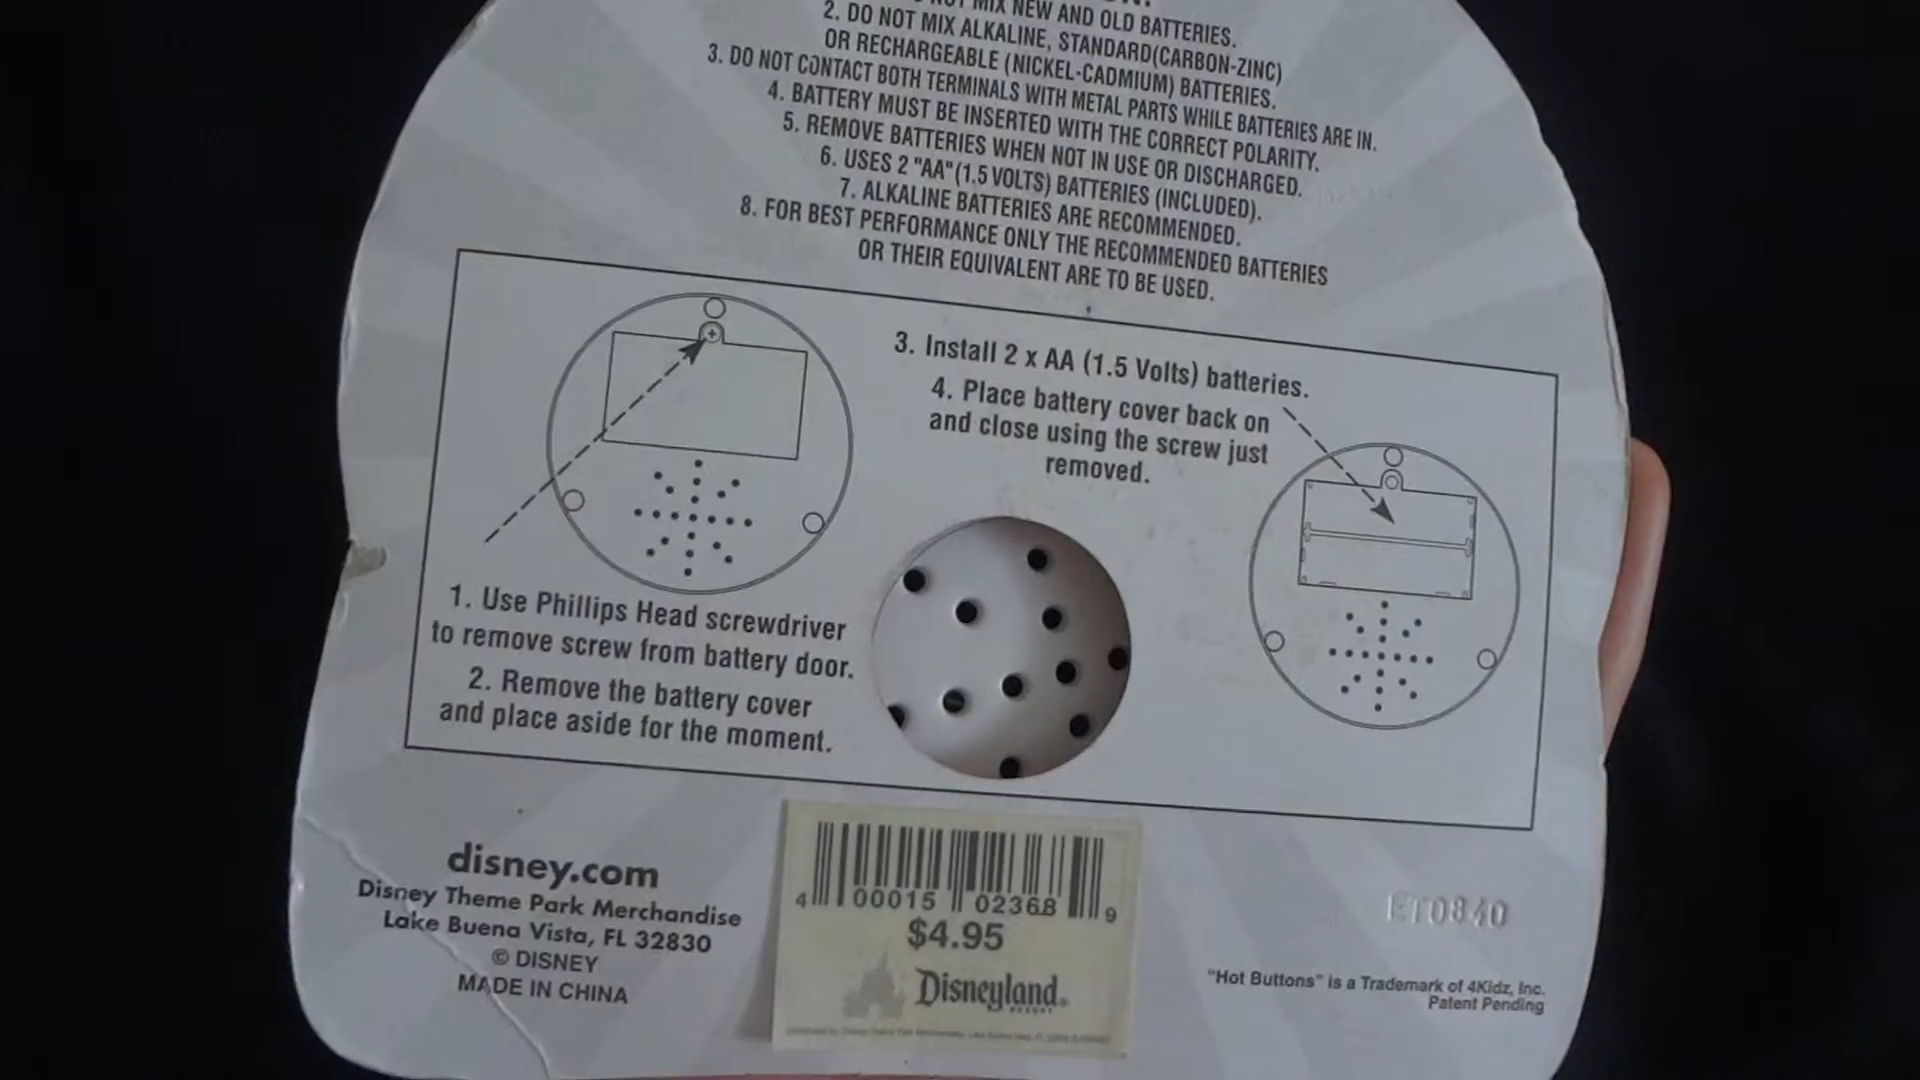 MIX NEW AND OLD BATTERIES.
2. DO NOT MIX ALKALINE, STANDARD(CARBON-ZINC)
OR RECHARGEABLE (NICKEL-CADMIUM) BATTERIES.
3. DO NOT CONTACT BOTH TERMINALS WITH METAL PARTS WHILE BATTERIES ARE IN.
4. BATTERY MUST BE INSERTED WITH THE CORRECT POLARITY.
5. REMOVE BATTERIES WHEN NOT IN USE OR DISCHARGED.
6. USES 2 "AA"(1.5 VOLTS) BATTERIES (INCLUDED).
7. ALKALINE BATTERIES ARE RECOMMENDED.
8. FOR BEST PERFORMANCE ONLY THE RECOMMENDED BATTERIES
OR THEIR EQUIVALENT ARE TO BE USED.
3. Install 2 x AA (1.5 Volts) batteries.
4. Place battery cover back on
and close using the screw just
removed.
1. Use Phillips Head screwdriver
to remove screw from battery door.
2. Remove the battery cover
and place aside for the moment.
disney.com
Disney Theme Park Merchandise
Lake Buena Vista, FL 32830
© DISNEY
MADE IN CHINA
4 00015 02368 9
$4.95
Disneyland
RESORT
ET0840
"Hot Buttons" is a Trademark of 4Kidz, Inc.
Patent Pending